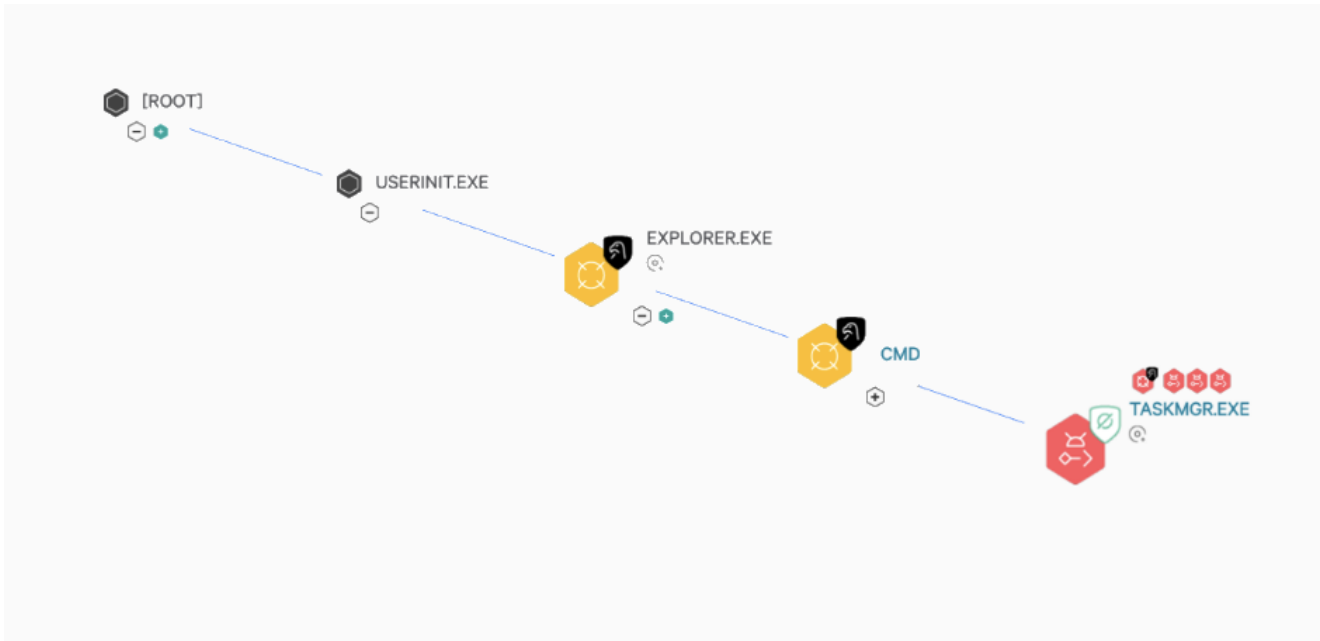 [ROOT]
USERINIT.EXE
EXPLORER.EXE
CMD
TASKMGR.EXE